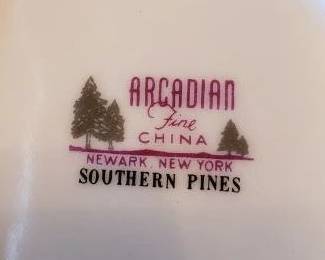 ARCADIAN
Fine
CHINA
NEWARK, NEW YORK
SOUTHERN PINES